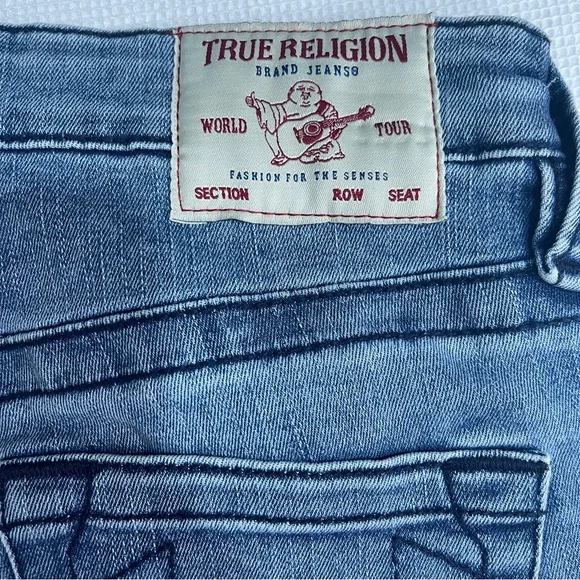 TRUE RELIGION
BRAND JEANS®
WORLD TOUR
FASHION FOR THE SENSES
SECTION ROW SEAT